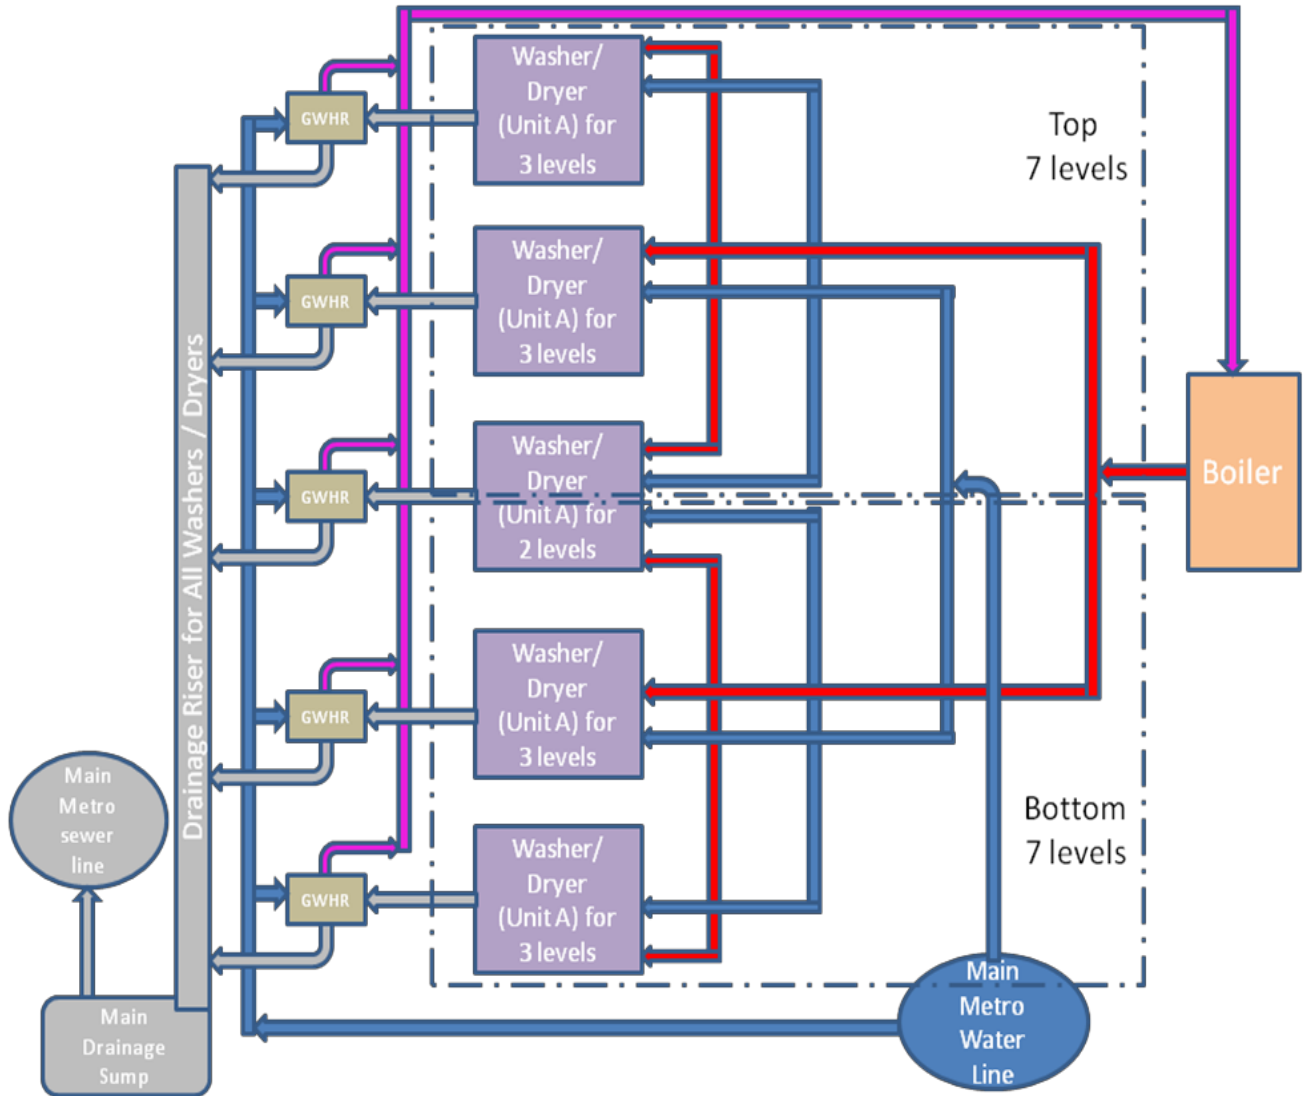 Washer/
Dryer
(Unit A) for
3 levels
GWHR
Top
7 levels
Washer/
Dryer
(Unit A) for
3 levels
GWHR
Washer/
Dryer
(Unit A) for
2 levels
GWHR
Boiler
Drainage Riser for All Washers / Dryers
Washer/
Dryer
(Unit A) for
3 levels
GWHR
Main
Metro
sewer
line
Bottom
7 levels
Washer/
Dryer
(Unit A) for
3 levels
GWHR
Main
Drainage
Sump
Main
Metro
Water
Line